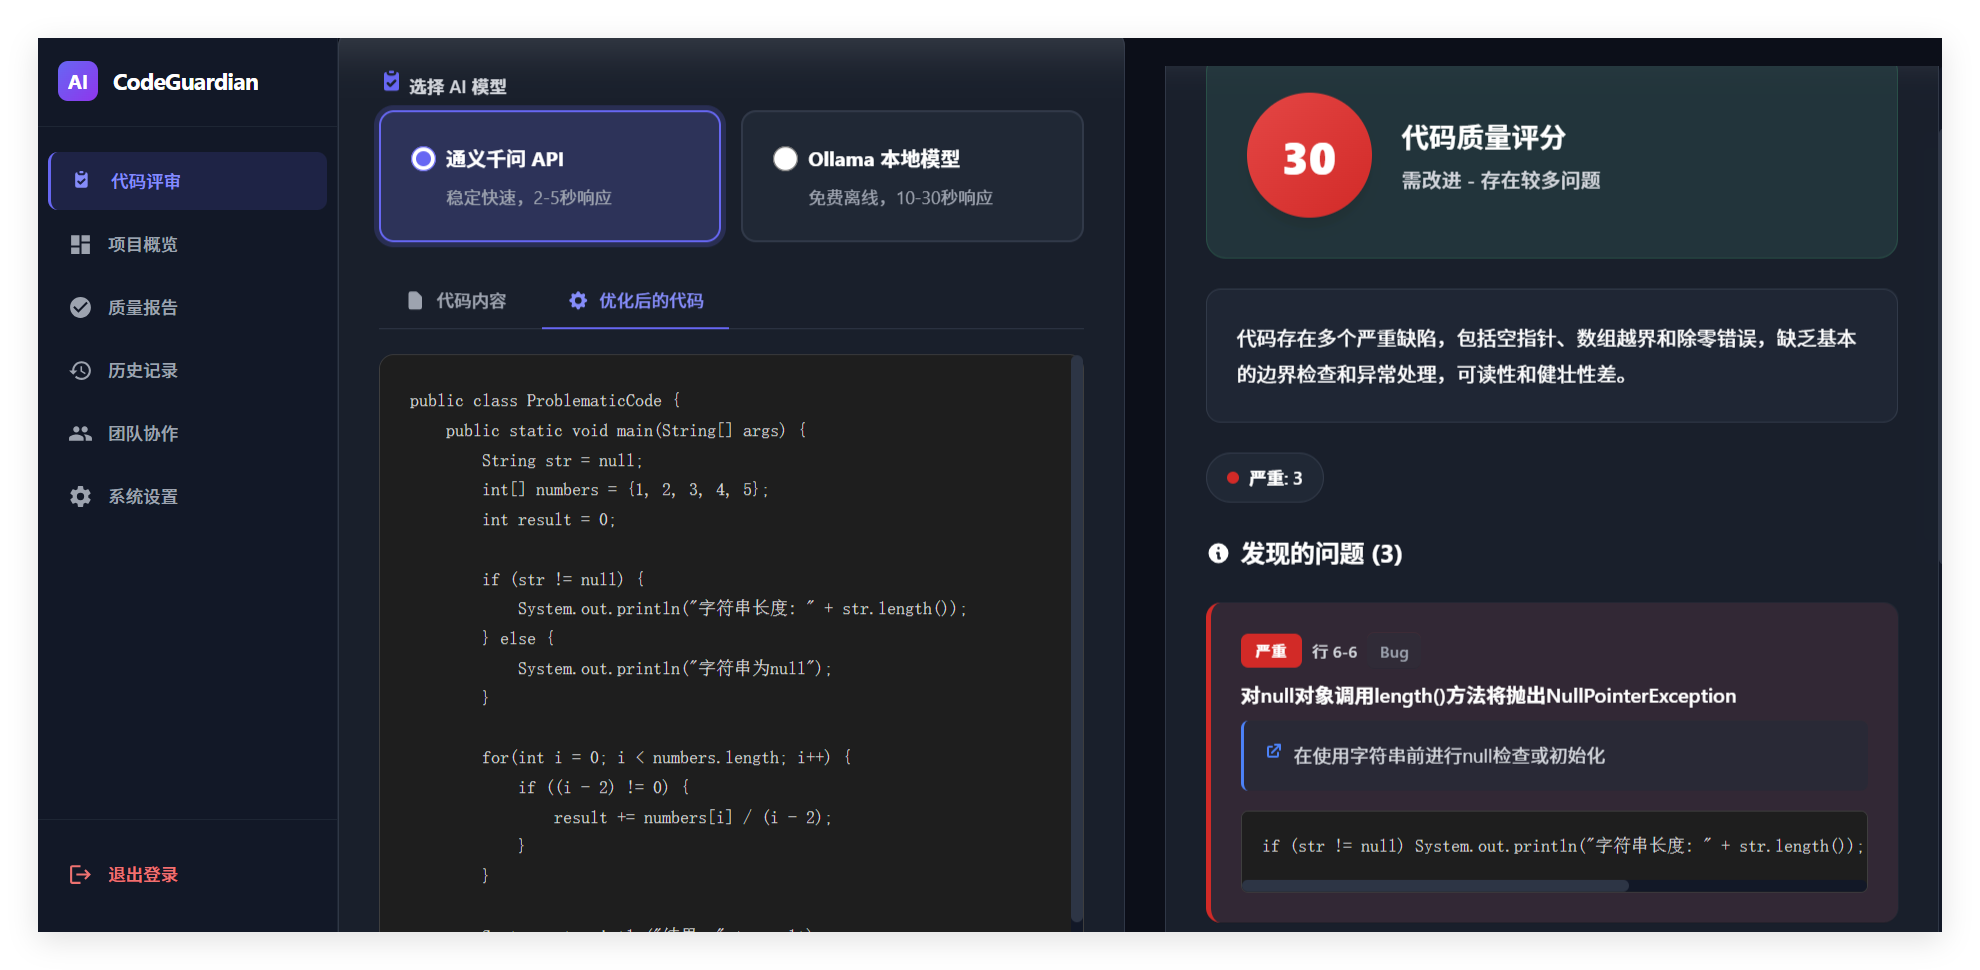 AI CodeGuardian
代码评审
项目概览
质量报告
历史记录
团队协作
系统设置
退出登录
选择 AI 模型
通义千问 API
稳定快速，2-5秒响应
Ollama 本地模型
免费离线，10-30秒响应
代码内容
优化后的代码
public class ProblematicCode {
    public static void main(String[] args) {
        String str = null;
        int[] numbers = {1, 2, 3, 4, 5};
        int result = 0;
        if (str != null) {
            System.out.println("字符串长度: " + str.length());
        } else {
            System.out.println("字符串为null");
        }
        for(int i = 0; i < numbers.length; i++) {
            if ((i - 2) != 0) {
                result += numbers[i] / (i - 2);
            }
        }
30
代码质量评分
需改进 - 存在较多问题
代码存在多个严重缺陷，包括空指针、数组越界和除零错误，缺乏基本
的边界检查和异常处理，可读性和健壮性差。
严重: 3
发现的问题 (3)
严重 行 6-6 Bug
对null对象调用length()方法将抛出NullPointerException
在使用字符串前进行null检查或初始化
if (str != null) System.out.println("字符串长度: " + str.length());